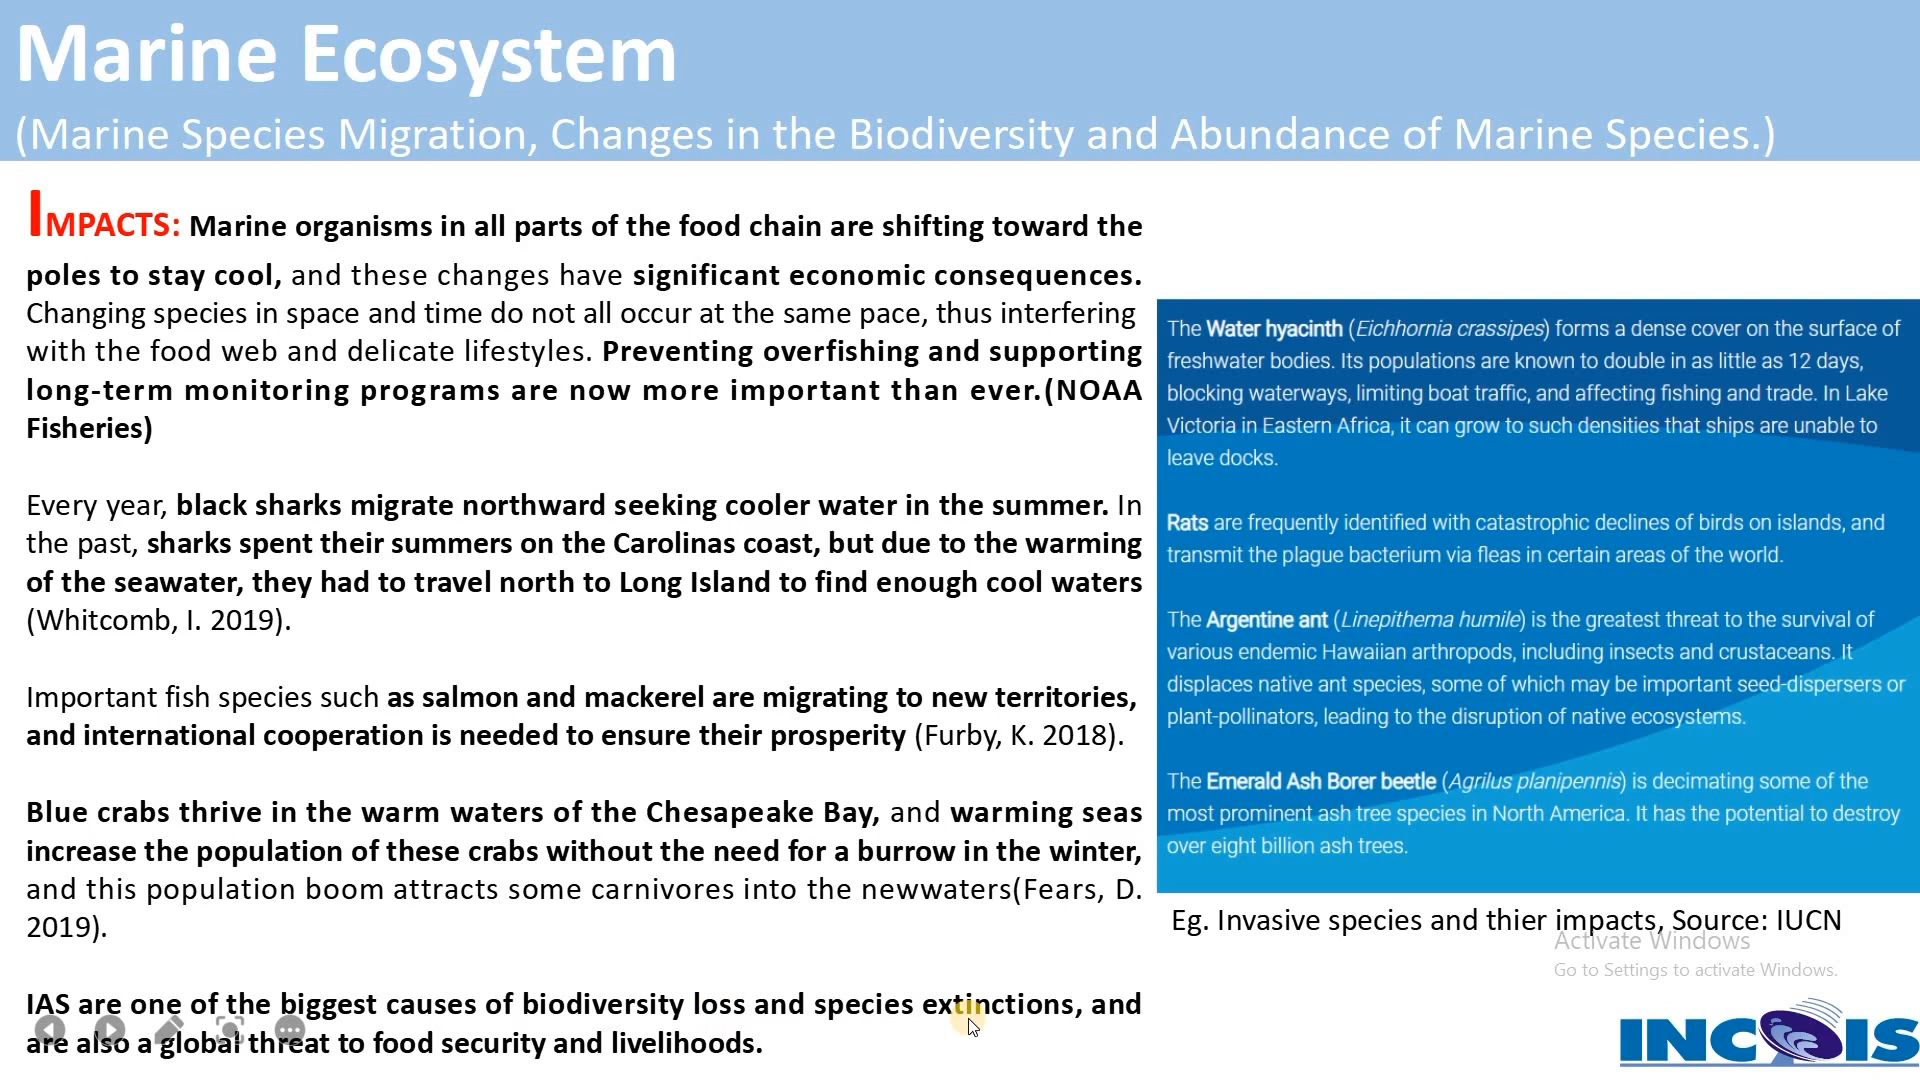 Marine Ecosystem
(Marine Species Migration, Changes in the Biodiversity and Abundance of Marine Species.)
IMPACTS: Marine organisms in all parts of the food chain are shifting toward the
poles to stay cool, and these changes have significant economic consequences.
Changing species in space and time do not all occur at the same pace, thus interfering
with the food web and delicate lifestyles. Preventing overfishing and supporting
long-term monitoring programs are now more important than ever.(NOAA
Fisheries)
Every year, black sharks migrate northward seeking cooler water in the summer. In
the past, sharks spent their summers on the Carolinas coast, but due to the warming
of the seawater, they had to travel north to Long Island to find enough cool waters
(Whitcomb, I. 2019).
Important fish species such as salmon and mackerel are migrating to new territories,
and international cooperation is needed to ensure their prosperity (Furby, K. 2018).
Blue crabs thrive in the warm waters of the Chesapeake Bay, and warming seas
increase the population of these crabs without the need for a burrow in the winter,
and this population boom attracts some carnivores into the newwaters(Fears, D.
2019).
IAS are one of the biggest causes of biodiversity loss and species extinctions, and
are also a global threat to food security and livelihoods.
The Water hyacinth (Eichhornia crassipes) forms a dense cover on the surface of
freshwater bodies. Its populations are known to double in as little as 12 days,
blocking waterways, limiting boat traffic, and affecting fishing and trade. In Lake
Victoria in Eastern Africa, it can grow to such densities that ships are unable to
leave docks.
Rats are frequently identified with catastrophic declines of birds on islands, and
transmit the plague bacterium via fleas in certain areas of the world.
The Argentine ant (Linepithema humile) is the greatest threat to the survival of
various endemic Hawaiian arthropods, including insects and crustaceans. It
displaces native ant species, some of which may be important seed-dispersers or
plant-pollinators, leading to the disruption of native ecosystems.
The Emerald Ash Borer beetle (Agrilus planipennis) is decimating some of the
most prominent ash tree species in North America. It has the potential to destroy
over eight billion ash trees.
Eg. Invasive species and thier impacts, Source: IUCN
Activate Windows
Go to Settings to activate Windows.
INCOIS